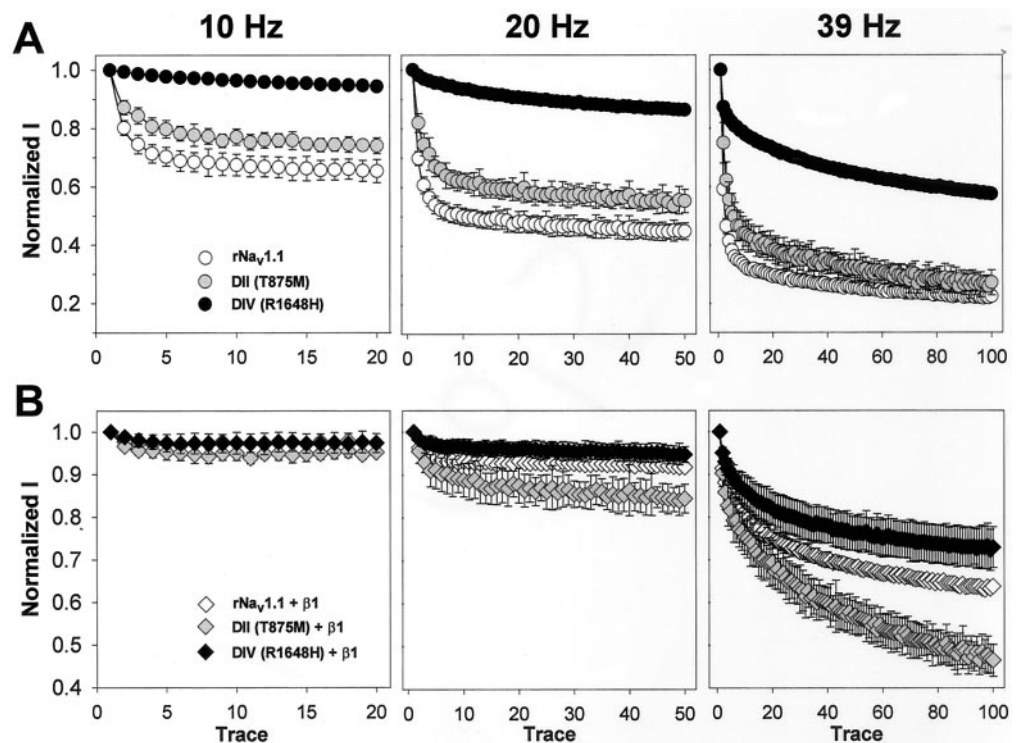 A
10 Hz
20 Hz
39 Hz
Normalized I
1.0
0.8
0.6
0.4
0.2
rNav1.1
DII (T875M)
DIV (R1648H)
0 5 10 15 20
0 10 20 30 40 50
0 20 40 60 80 100
B
Normalized I
1.0
0.9
0.8
0.7
0.6
0.5
0.4
rNav1.1 + β1
DII (T875M) + β1
DIV (R1648H) + β1
0 5 10 15 20
0 10 20 30 40 50
0 20 40 60 80 100
Trace
Trace
Trace